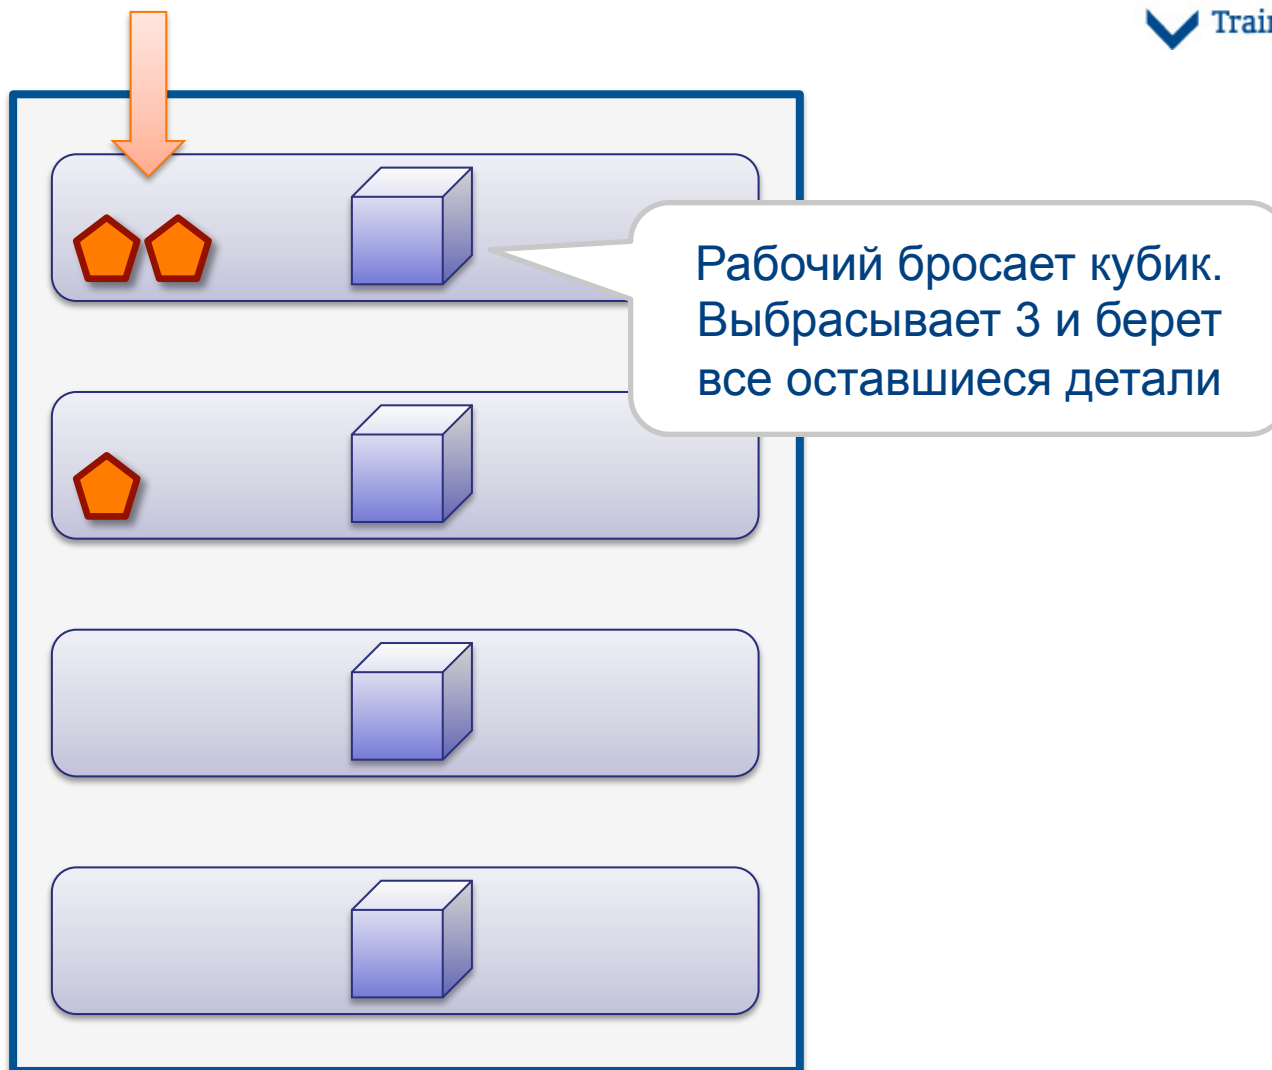 Рабочий бросает кубик.
Выбрасывает 3 и берет
все оставшиеся детали